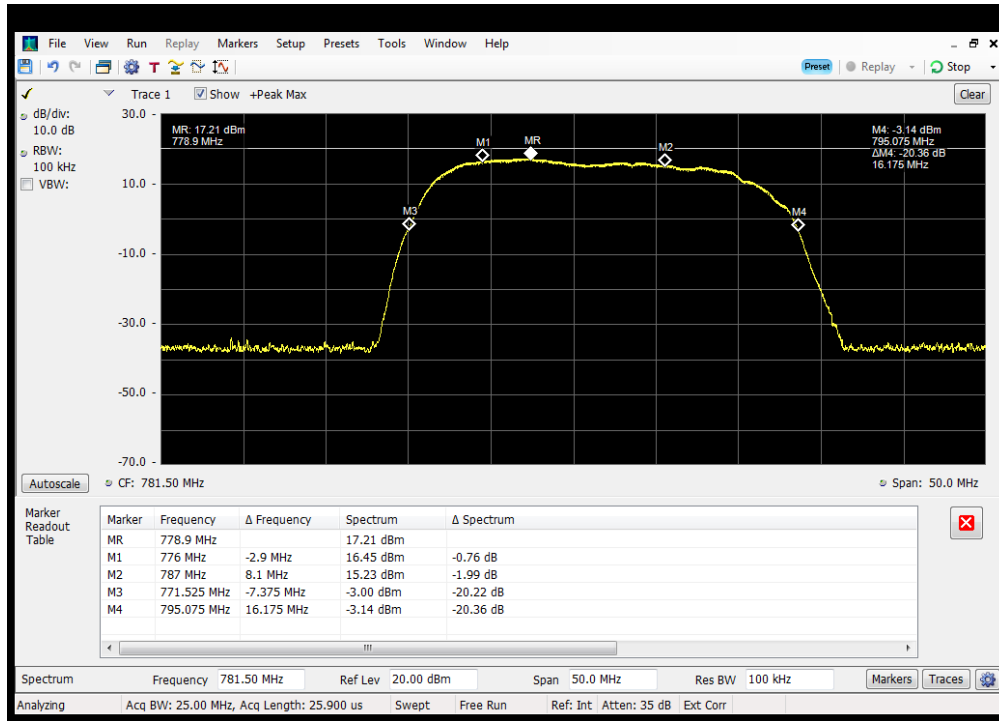 File View Run Replay Markers Setup Presets Tools Window Help
Preset Replay Stop
Trace 1 Show +Peak Max Clear
dB/div:
10.0 dB
RBW:
100 kHz
VBW:
30.0
10.0
-10.0
-30.0
-50.0
-70.0
MR: 17.21 dBm
778.9 MHz
M4: -3.14 dBm
795.075 MHz
ΔM4: -20.36 dB
16.175 MHz
M1 MR M2
M3 M4
Autoscale CF: 781.50 MHz Span: 50.0 MHz
Marker
Readout
Table
Marker Frequency Δ Frequency Spectrum Δ Spectrum
MR 778.9 MHz 17.21 dBm
M1 776 MHz -2.9 MHz 16.45 dBm -0.76 dB
M2 787 MHz 8.1 MHz 15.23 dBm -1.99 dB
M3 771.525 MHz -7.375 MHz -3.00 dBm -20.22 dB
M4 795.075 MHz 16.175 MHz -3.14 dBm -20.36 dB
Spectrum Frequency 781.50 MHz Ref Lev 20.00 dBm Span 50.0 MHz Res BW 100 kHz Markers Traces
Analyzing Acq BW: 25.00 MHz, Acq Length: 25.900 us Swept Free Run Ref: Int Atten: 35 dB Ext Corr